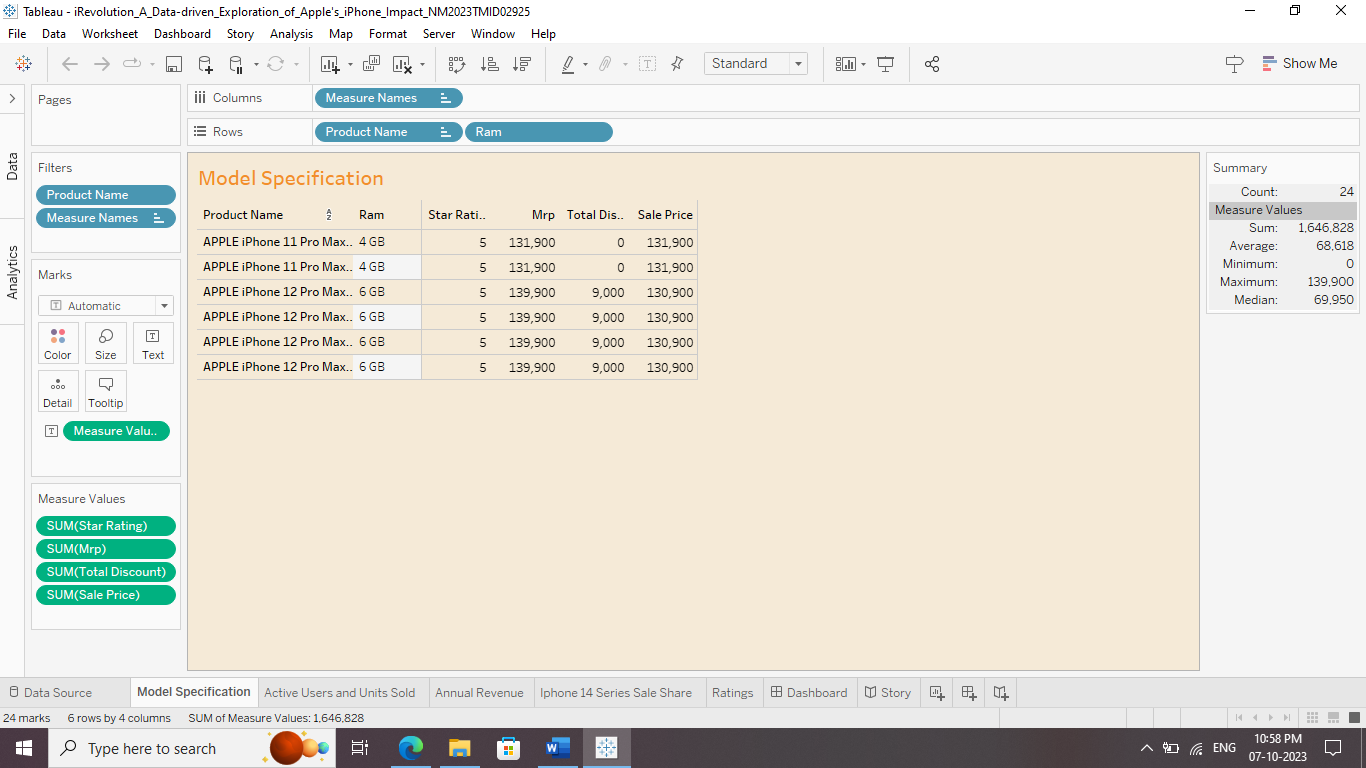 Tableau - iRevolution_A_Data-driven_Exploration_of_Apple's_iPhone_Impact_NM2023TMID02925
File Data Worksheet Dashboard Story Analysis Map Format Server Window Help
Standard
Show Me
Pages
Columns
Measure Names
Rows
Product Name Ram
Data
Analytics
Filters
Product Name
Measure Names
Marks
Automatic
Color Size Text
Detail Tooltip
Measure Valu..
Measure Values
SUM(Star Rating)
SUM(Mrp)
SUM(Total Discount)
SUM(Sale Price)
Model Specification
Product Name Ram Star Rati.. Mrp Total Dis.. Sale Price
APPLE iPhone 11 Pro Max.. 4 GB 5 131,900 0 131,900
APPLE iPhone 11 Pro Max.. 4 GB 5 131,900 0 131,900
APPLE iPhone 12 Pro Max.. 6 GB 5 139,900 9,000 130,900
APPLE iPhone 12 Pro Max.. 6 GB 5 139,900 9,000 130,900
APPLE iPhone 12 Pro Max.. 6 GB 5 139,900 9,000 130,900
APPLE iPhone 12 Pro Max.. 6 GB 5 139,900 9,000 130,900
Summary
Count: 24
Measure Values
Sum: 1,646,828
Average: 68,618
Minimum: 0
Maximum: 139,900
Median: 69,950
Data Source Model Specification Active Users and Units Sold Annual Revenue Iphone 14 Series Sale Share Ratings Dashboard Story
24 marks 6 rows by 4 columns SUM of Measure Values: 1,646,828
Type here to search
ENG
10:58 PM
07-10-2023